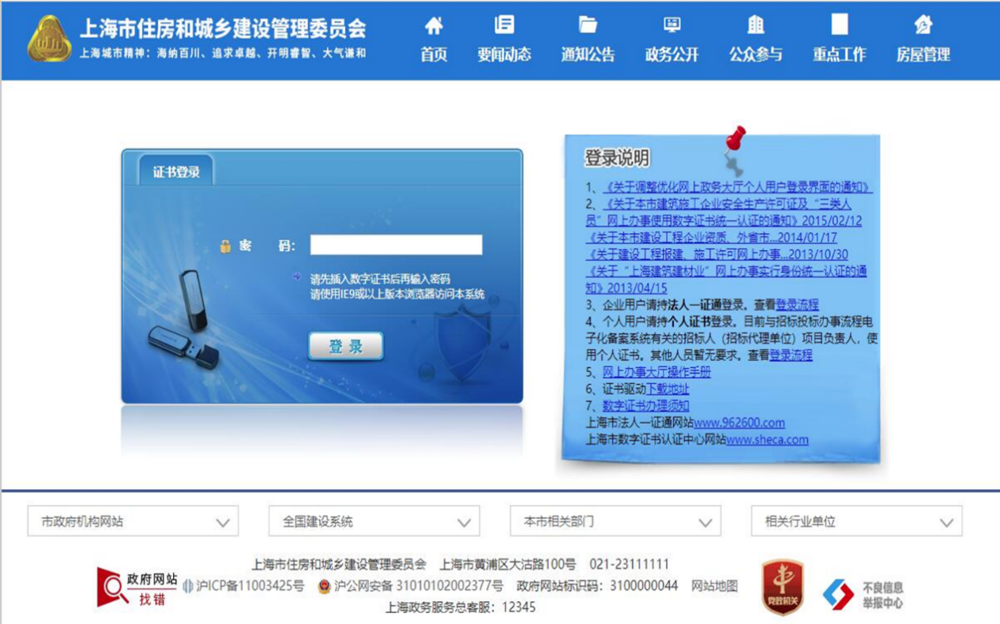 上海市住房和城乡建设管理委员会
上海城市精神：海纳百川、追求卓越、开明睿智、大气谦和
首页 要闻动态 通知公告 政务公开 公众参与 重点工作 房屋管理
证书登录
密 码：
请先插入数字证书后再输入密码
请使用IE9或以上版本浏览器访问本系统
登 录
登录说明
1、《关于调整优化网上政务大厅个人用户登录界面的通知》
2、《关于本市建筑施工企业安全生产许可证及“三类人
员”网上办事使用数字证书统一认证的通知》2015/02/12
《关于本市建设工程企业资质、外省市...2014/01/17
《关于建设工程报建、施工许可网上办事...2013/10/30
《关于“上海建筑建材业”网上办事实行身份统一认证的通
知》2013/04/15
3、企业用户请持法人一证通登录。查看登录流程
4、个人用户请持个人证书登录。目前与招标投标办事流程电
子化备案系统有关的招标人（招标代理单位）项目负责人，使
用个人证书。其他人员暂无要求。查看登录流程
5、网上办事大厅操作手册
6、证书驱动下载地址
7、数字证书办理须知
上海市法人一证通网站www.962600.com
上海市数字证书认证中心网站www.sheca.com
市政府机构网站 全国建设系统 本市相关部门 相关行业单位
政府网站
找错
上海市住房和城乡建设管理委员会 上海市黄浦区大沽路100号 021-23111111
沪ICP备11003425号 沪公网安备 31010102002377号 政府网站标识码：3100000044 网站地图
上海政务服务总客服：12345
党政机关
不良信息
举报中心